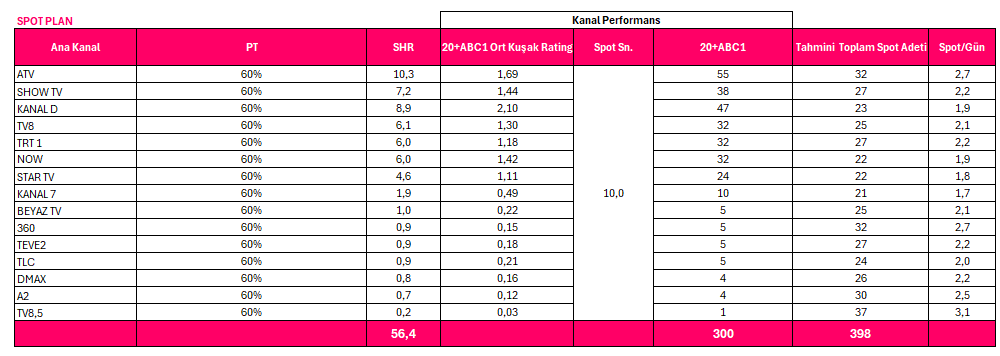 Kanal Performans
SPOT PLAN
Ana Kanal PT SHR 20+ABC1 Ort Kuşak Rating Spot Sn. 20+ABC1 Tahmini Toplam Spot Adeti Spot/Gün
ATV 60% 10,3 1,69 55 32 2,7
SHOW TV 60% 7,2 1,44 38 27 2,2
KANAL D 60% 8,9 2,10 47 23 1,9
TV8 60% 6,1 1,30 32 25 2,1
TRT 1 60% 6,0 1,18 32 27 2,2
NOW 60% 6,0 1,42 32 22 1,9
STAR TV 60% 4,6 1,11 24 22 1,8
KANAL 7 60% 1,9 0,49 10,0 10 21 1,7
BEYAZ TV 60% 1,0 0,22 5 25 2,1
360 60% 0,9 0,15 5 32 2,7
TEVE2 60% 0,9 0,18 5 27 2,2
TLC 60% 0,9 0,21 5 24 2,0
DMAX 60% 0,8 0,16 4 26 2,2
A2 60% 0,7 0,12 4 30 2,5
TV8,5 60% 0,2 0,03 1 37 3,1
56,4 300 398